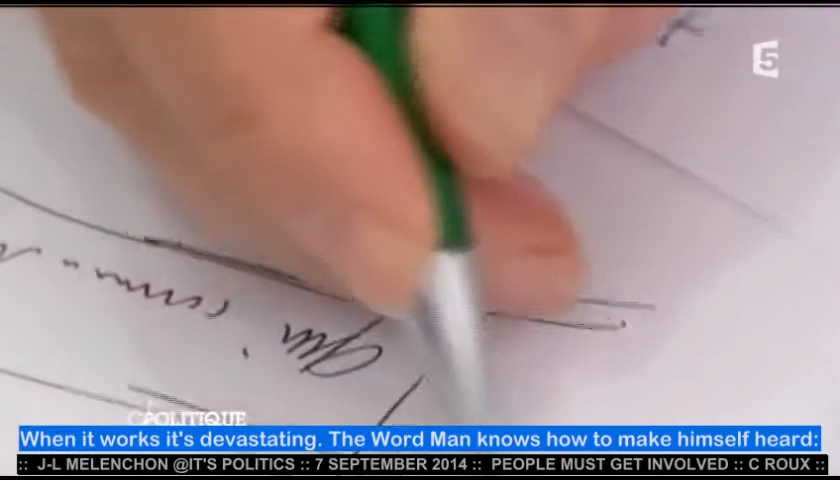 5
Qui
C POLITIQUE
When it works it's devastating. The Word Man knows how to make himself heard:
:: J-L MELENCHON @IT'S POLITICS :: 7 SEPTEMBER 2014 :: PEOPLE MUST GET INVOLVED :: C ROUX ::